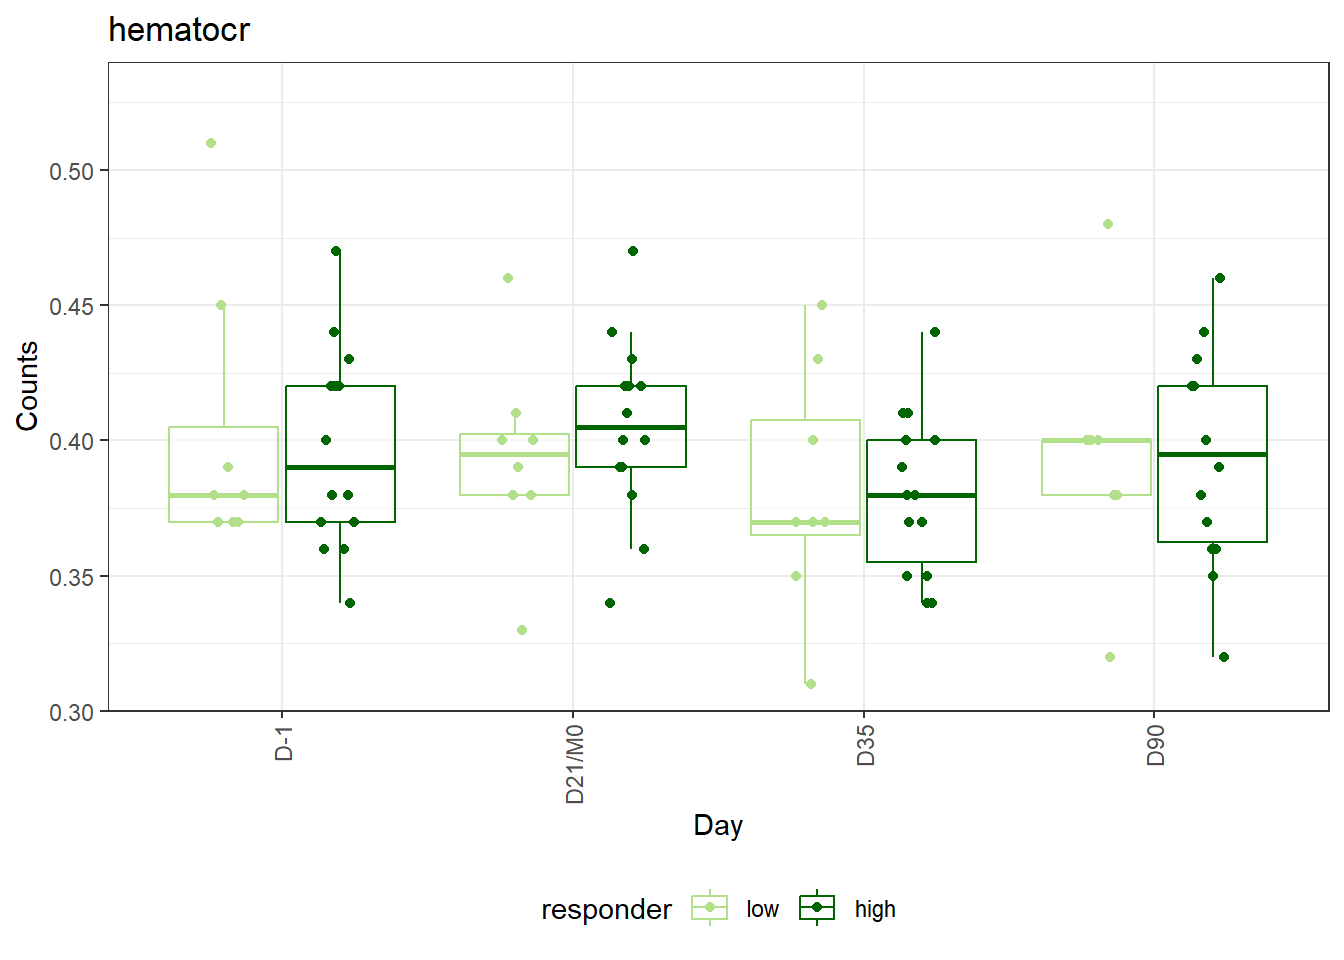 hematocr
Counts
0.50
0.45
0.40
0.35
0.30
D-1
D21/M0
D35
D90
Day
responder low high